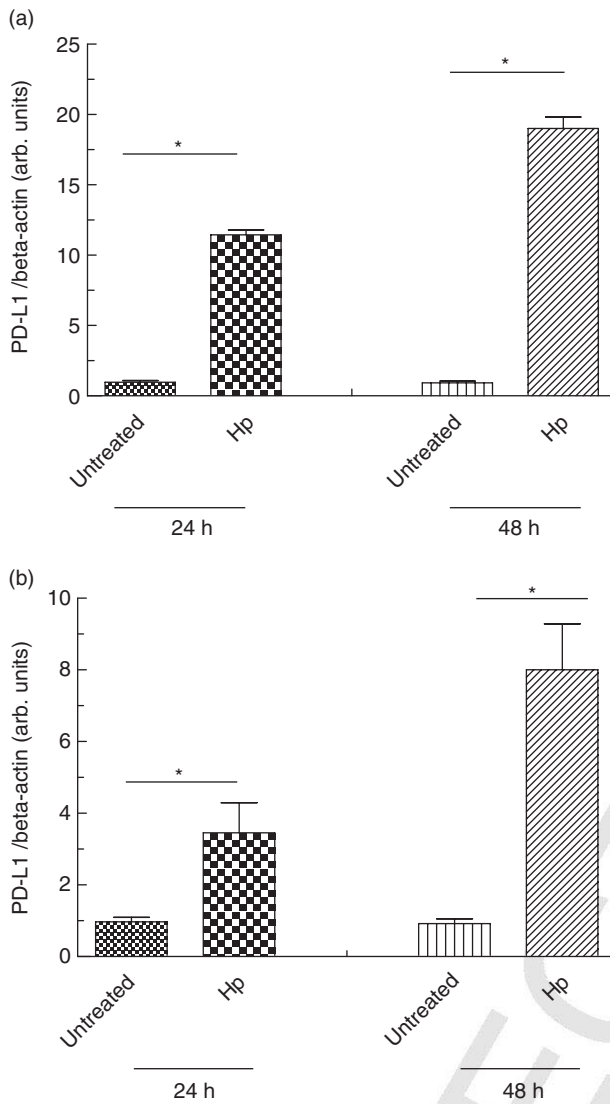 (a)
PD-L1 /beta-actin (arb. units)
25
20
15
10
5
0
*
*
Untreated
Hp
Untreated
Hp
24 h
48 h
(b)
PD-L1 /beta-actin (arb. units)
10
8
6
4
2
0
*
*
Untreated
Hp
Untreated
Hp
24 h
48 h